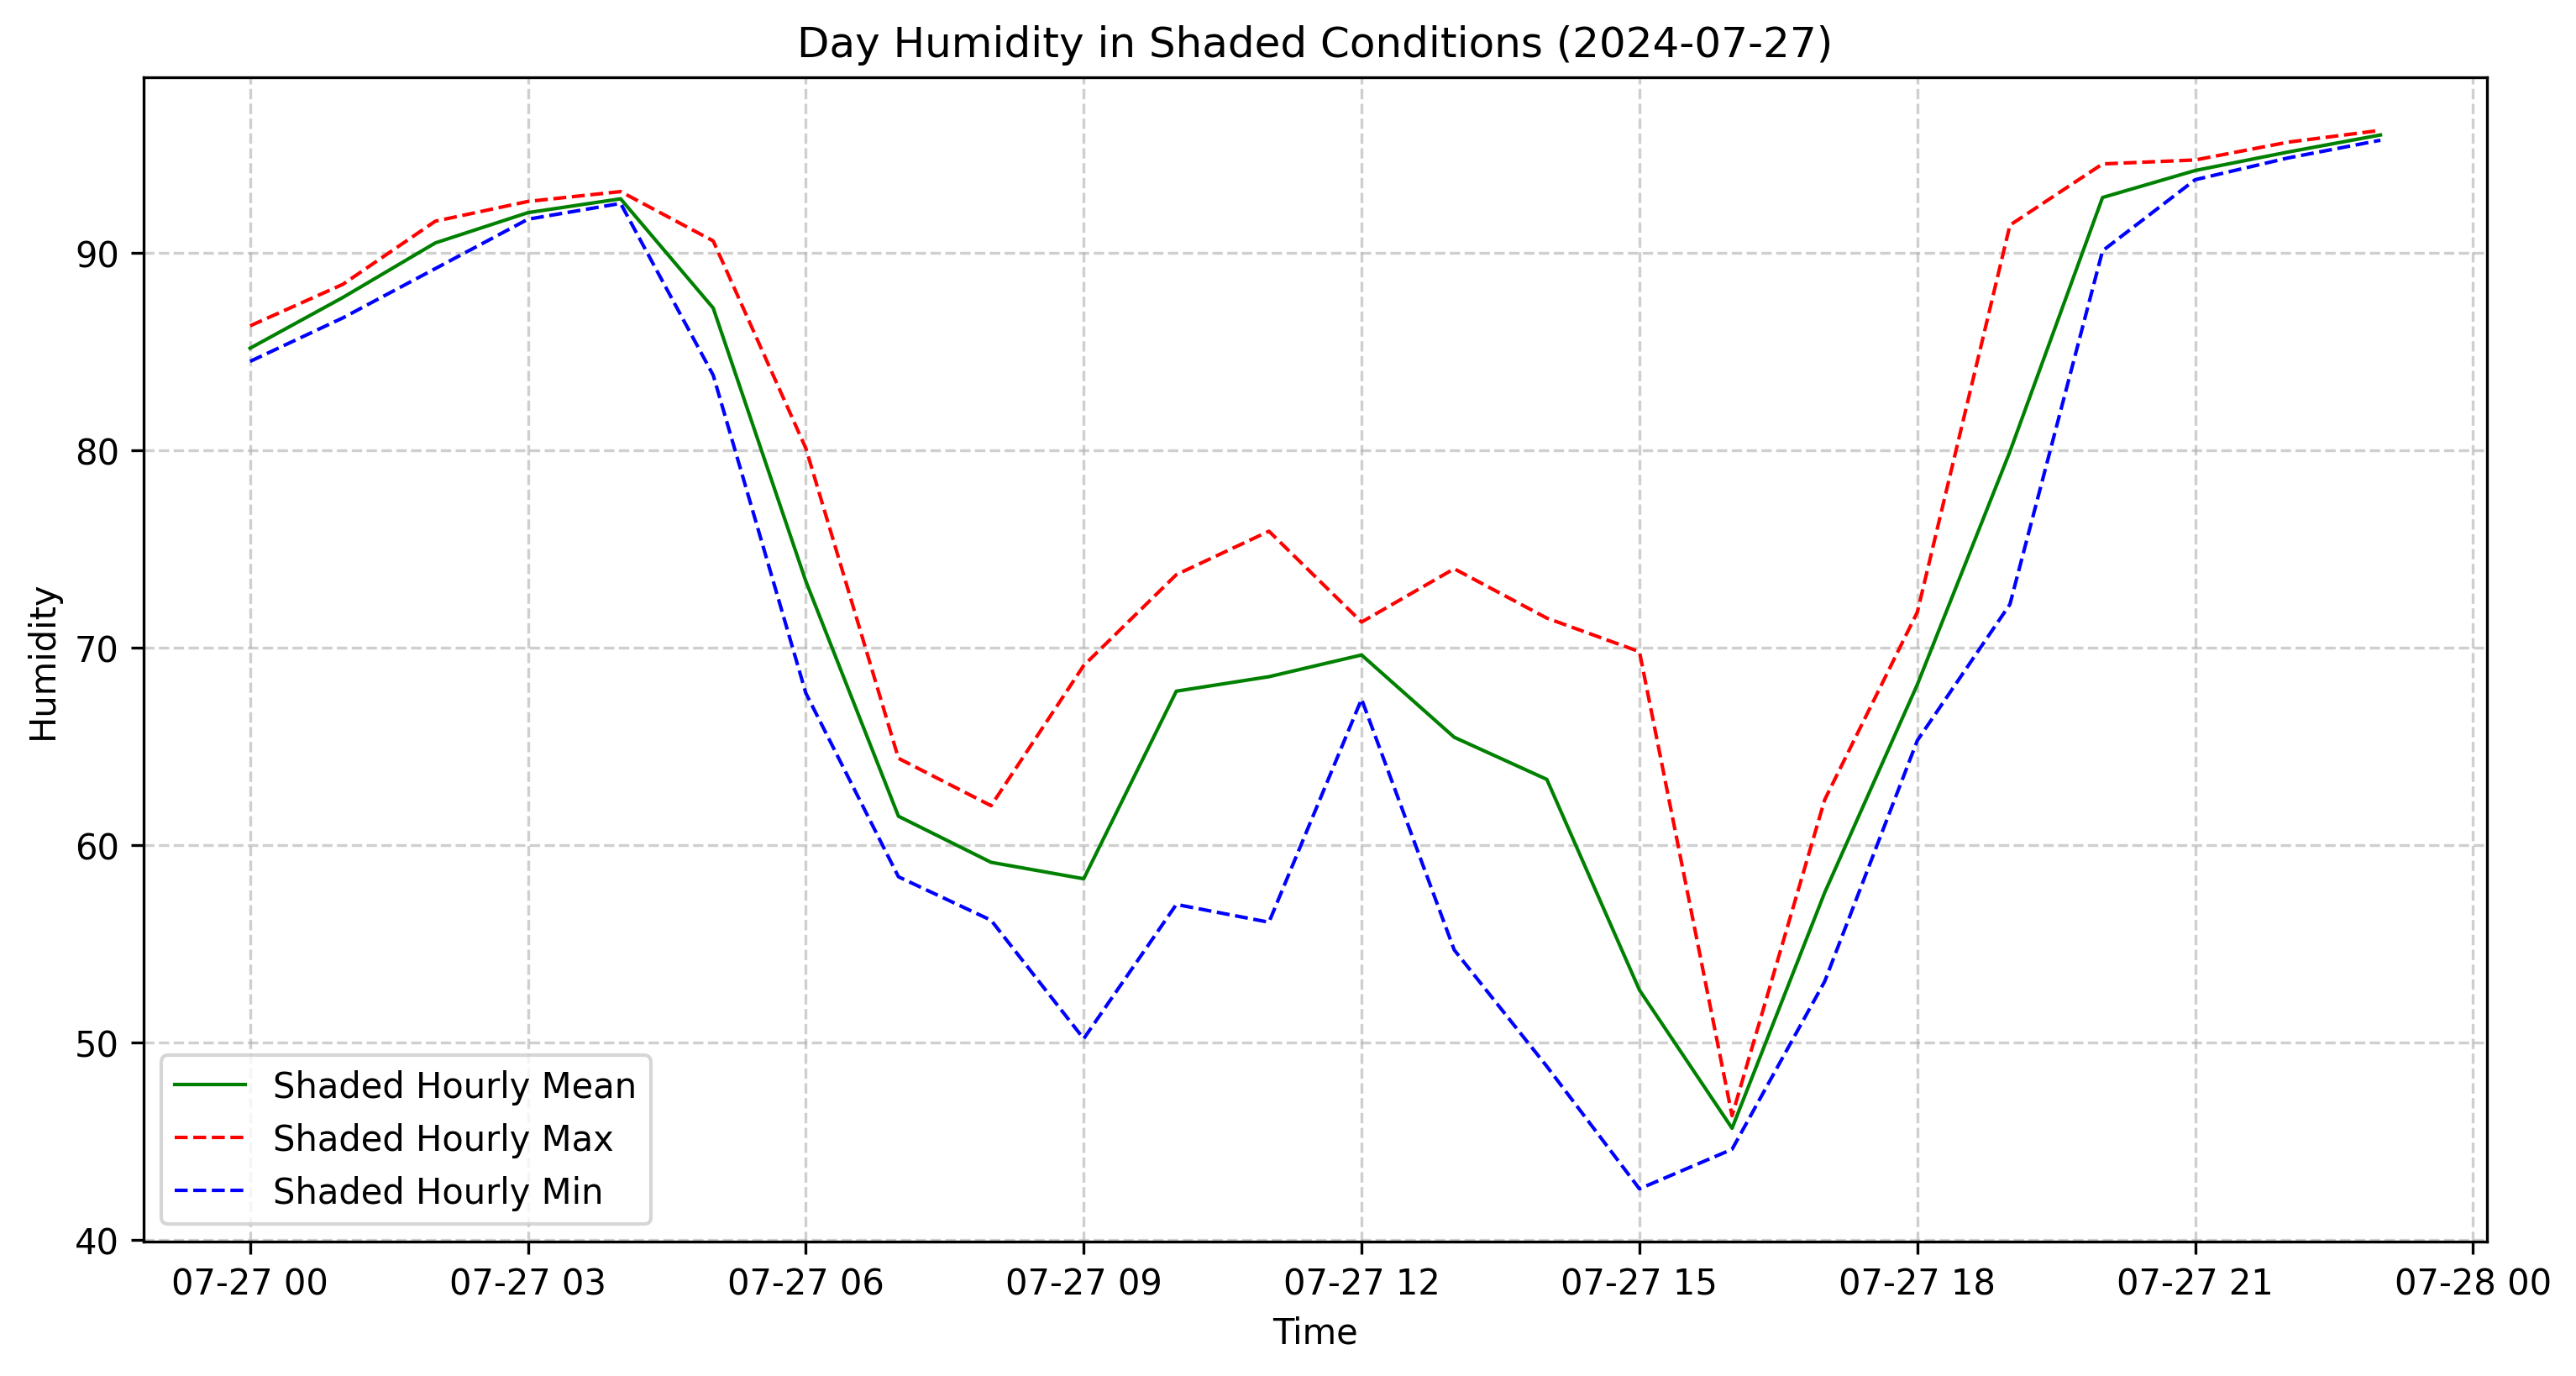 Day Humidity in Shaded Conditions (2024-07-27)
Humidity
90
80
70
60
50
40
Shaded Hourly Mean
Shaded Hourly Max
Shaded Hourly Min
07-27 00 07-27 03 07-27 06 07-27 09 07-27 12 07-27 15 07-27 18 07-27 21 07-28 00
Time